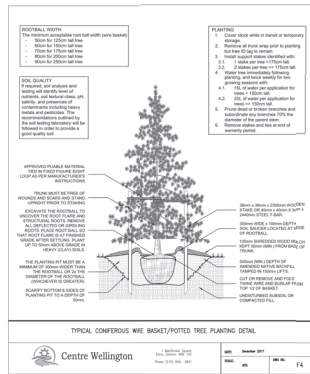 ROOTBALL WIDTH
The minimum acceptable root ball width (wire basket).
- 50cm for 125cm tall tree
- 60cm for 150cm tall tree
- 70cm for 175cm tall tree
- 80cm for 200cm tall tree
- 90cm for 250cm tall tree
SOIL QUALITY
If required, soil analysis and
testing will identify level of
nutrients, soil textural class, pH,
salinity, and presences of
contaminants including heavy
metals and pesticides. The
recommendations outlined by
the soil testing laboratory will be
followed in order to provide a
good quality soil.
PLANTING
1. Cover stock while in transit or temporary
storage.
2. Remove all trunk wrap prior to planting
but tree ID tag to remain.
3. Install support stakes identified with:
3.1. 1 stake per tree <175cm tall.
3.2. 2 stakes per tree => 175cm tall.
4. Water tree immediately following
planting, and twice weekly for two
growing seasons with:
4.1. 15L of water per application for
trees < 150cm tall.
4.2. 20L of water per application for
trees => 150cm tall.
5. Prune dead or broken branches and
subordinate any branches 70% the
diameter of the parent stem.
6. Remove stakes and ties at end of
warranty period.
APPROVED PLIABLE MATERIAL
TIED IN FIXED FIGURE EIGHT
LOOP AS PER MANUFACTURER'S
INSTRUCTIONS
TRUNK MUST BE FREE OF
WOUNDS AND SCARS AND STAND
UPRIGHT PRIOR TO STAKING
EXCAVATE THE ROOTBALL TO
UNCOVER THE ROOT FLARE AND
STRUCTURAL ROOTS. REMOVE
ALL DEFLECTED OR GIRDLING
ROOTS. PLACE ROOT BALL SO
THAT ROOT FLARE IS AT FINISHED
GRADE AFTER SETTLING. PLANT
UP TO 50mm ABOVE GRADE IN
HEAVY (CLAY) SOILS.
THE PLANTING PIT MUST BE A
MINIMUM OF 300mm WIDER THAN
THE ROOTBALL OR 2x THE
DIAMETER OF THE ROOTBALL
(WHICHEVER IS GREATER).
SCARIFY BOTTOM & SIDES OF
PLANTING PIT TO A DEPTH OF
50mm.
38mm x 38mm x 2300mm WOODEN
STAKE OR 40mm x 40mm X
2440mm STEEL T-BAR.
300mm WIDE x 100mm DEPTH
SOIL SAUCER LOCATED AT EDGE
OF ROOTBALL.
100mm SHREDDED WOOD MULCH
KEPT 50mm (MIN.) FROM BASE OF
TRUNK.
500mm (MIN.) DEPTH OF
AMENDED NATIVE BACKFILL
TAMPED IN 150mm LIFTS.
CUT OR REMOVE AND FOLD
TWINE WIRE AND BURLAP FROM
TOP 1/3 OF BASKET.
UNDISTURBED SUBSOIL OR
COMPACTED FILL.
TYPICAL CONIFEROUS WIRE BASKET/POTTED TREE PLANTING DETAIL
Centre Wellington
1 MacDonald Square
Elora, Ontario, N0B 1S0
DATE: December 2017
SCALE: NTS
DWG NO. F4